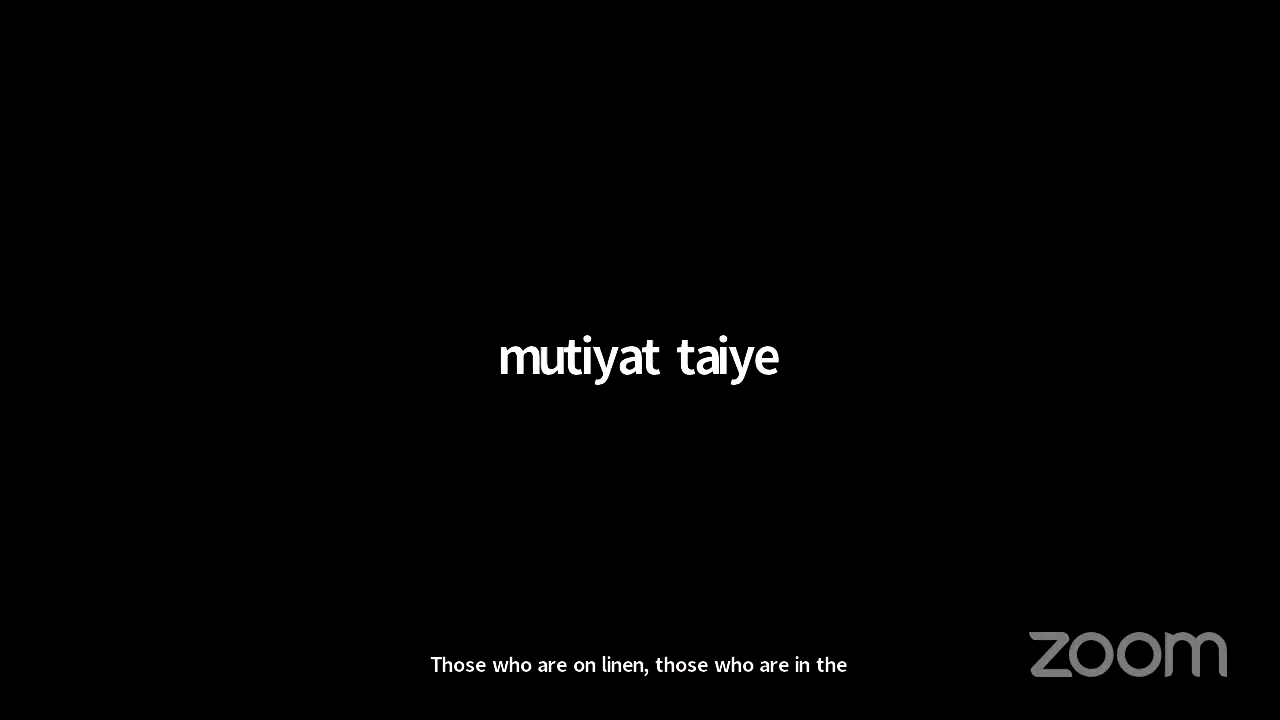 mutiyat taiye
Those who are on linen, those who are in the
zoom